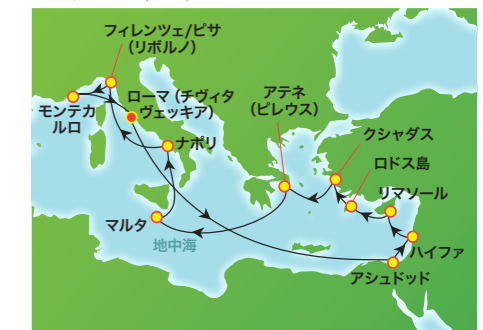 フィレンツェ/ピサ
(リボルノ)
モンテカ
ルロ
ローマ(チヴィタ
ヴェッキア)
アテネ
(ピレウス)
クシャダス
ナポリ
ロドス島
リマソール
マルタ
地中海
ハイファ
アシュドッド